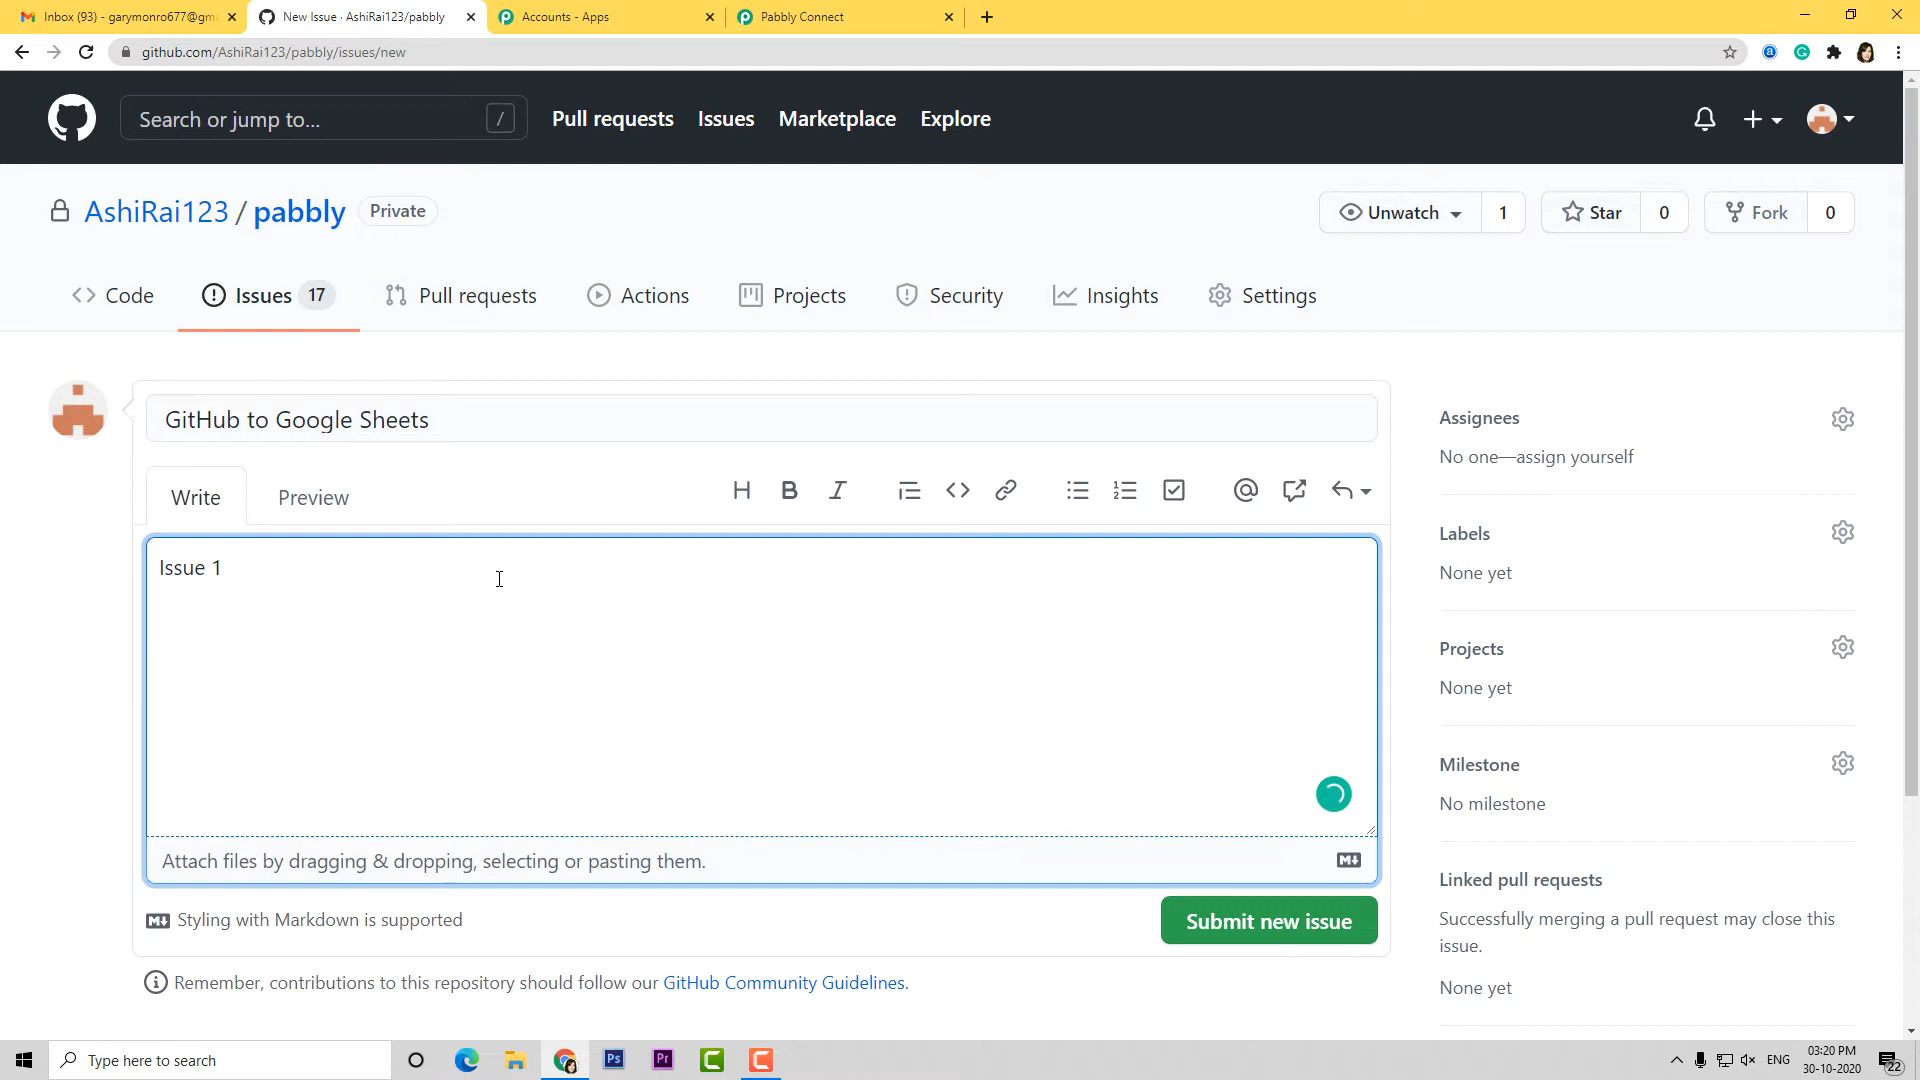 Inbox (93) - garymonro677@gm
New Issue · AshiRai123/pabbly
Accounts - Apps
Pabbly Connect
github.com/AshiRai123/pabbly/issues/new
Search or jump to...
/
Pull requests
Issues
Marketplace
Explore
AshiRai123 / pabbly
Private
Unwatch
1
Star
0
Fork
0
Code
Issues
17
Pull requests
Actions
Projects
Security
Insights
Settings
GitHub to Google Sheets
Write
Preview
Issue 1
Attach files by dragging & dropping, selecting or pasting them.
Styling with Markdown is supported
Submit new issue
Remember, contributions to this repository should follow our GitHub Community Guidelines.
Assignees
No one—assign yourself
Labels
None yet
Projects
None yet
Milestone
No milestone
Linked pull requests
Successfully merging a pull request may close this
issue.
None yet
Type here to search
Ps
Pr
ENG
03:20 PM
30-10-2020
22